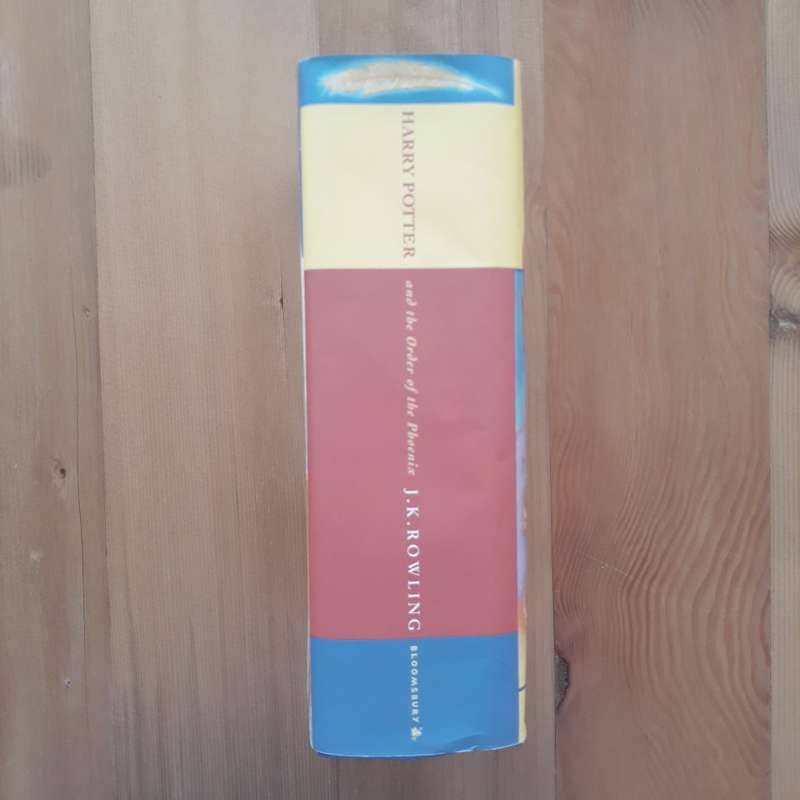 HARRY POTTER and the Order of the Phoenix J.K.ROWLING BLOOMSBURY